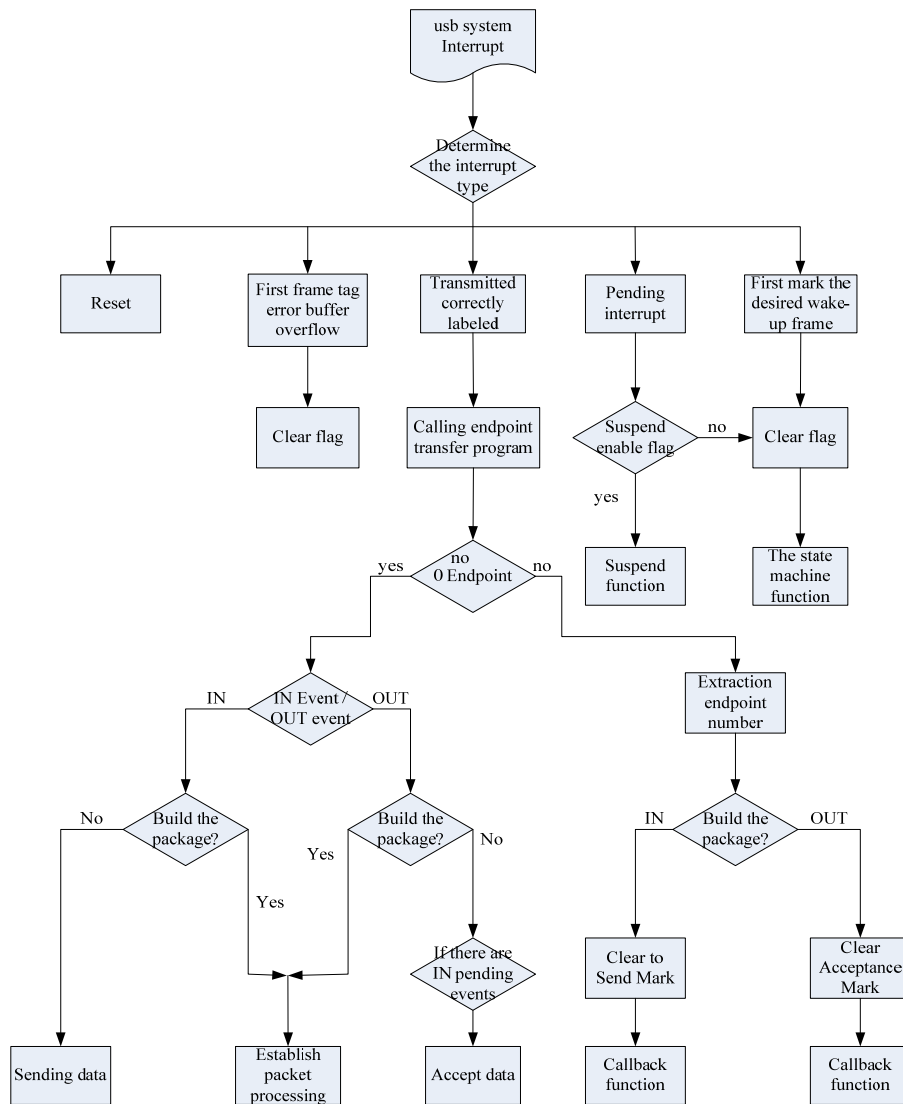 usb system
Interrupt
Determine
the interrupt
type
Reset
First frame tag
error buffer
overflow
Transmitted
correctly
labeled
Pending
interrupt
First mark the
desired wake-
up frame
Clear flag
Calling endpoint
transfer program
Suspend
enable flag
no
Clear flag
yes
Suspend
function
The state
machine
function
yes
no
0 Endpoint
no
IN
IN Event /
OUT event
OUT
Extraction
endpoint
number
No
Build the
package?
Yes
Build the
package?
Yes
No
IN
Build the
package?
OUT
If there are
IN pending
events
Clear to
Send Mark
Clear
Acceptance
Mark
Sending data
Establish
packet
processing
Accept data
Callback
function
Callback
function